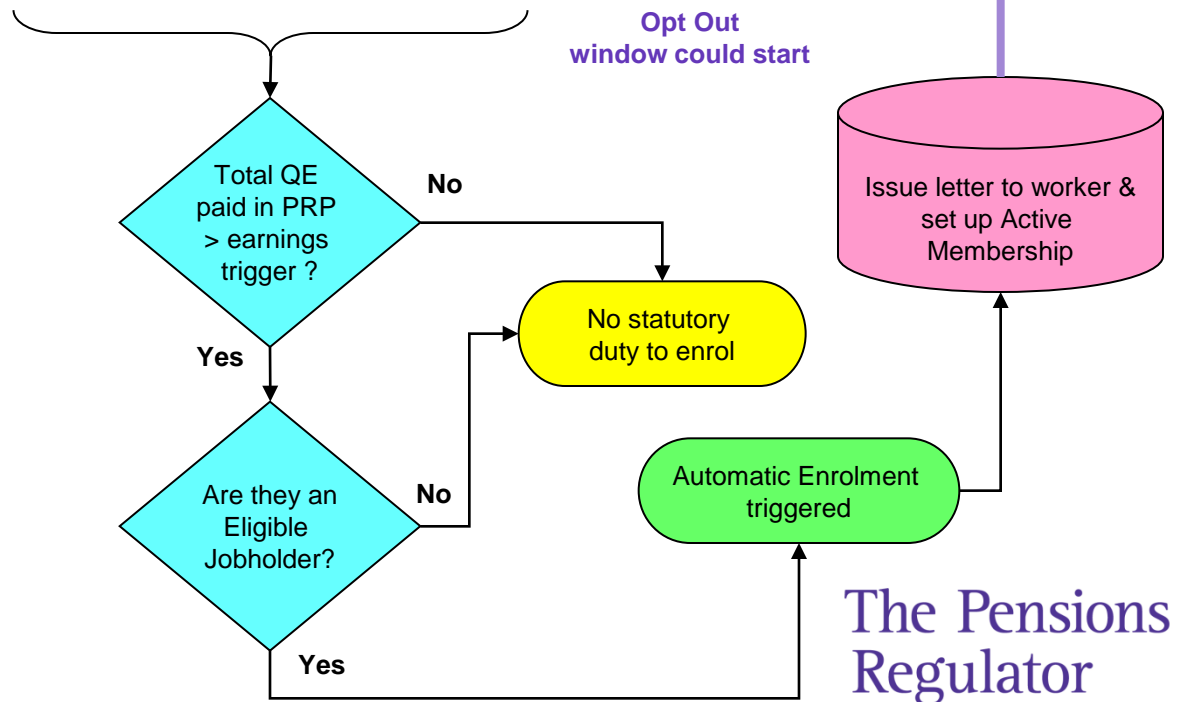 Opt Out
window could start
Total QE
paid in PRP
> earnings
trigger ?
No
Issue letter to worker &
set up Active
Membership
No statutory
duty to enrol
Yes
Are they an
Eligible
Jobholder?
No
Automatic Enrolment
triggered
Yes
The Pensions
Regulator